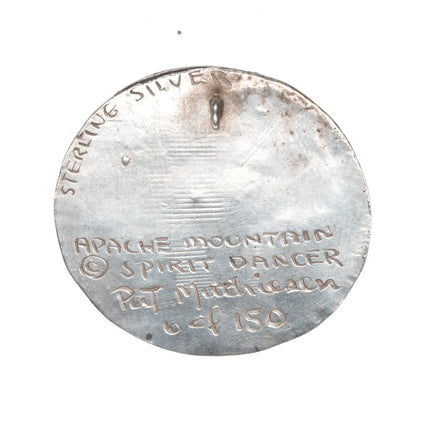 STERLING SILVER
APACHE MOUNTAIN
© SPIRIT DANCER
Pat Mathiesen
6 of 150